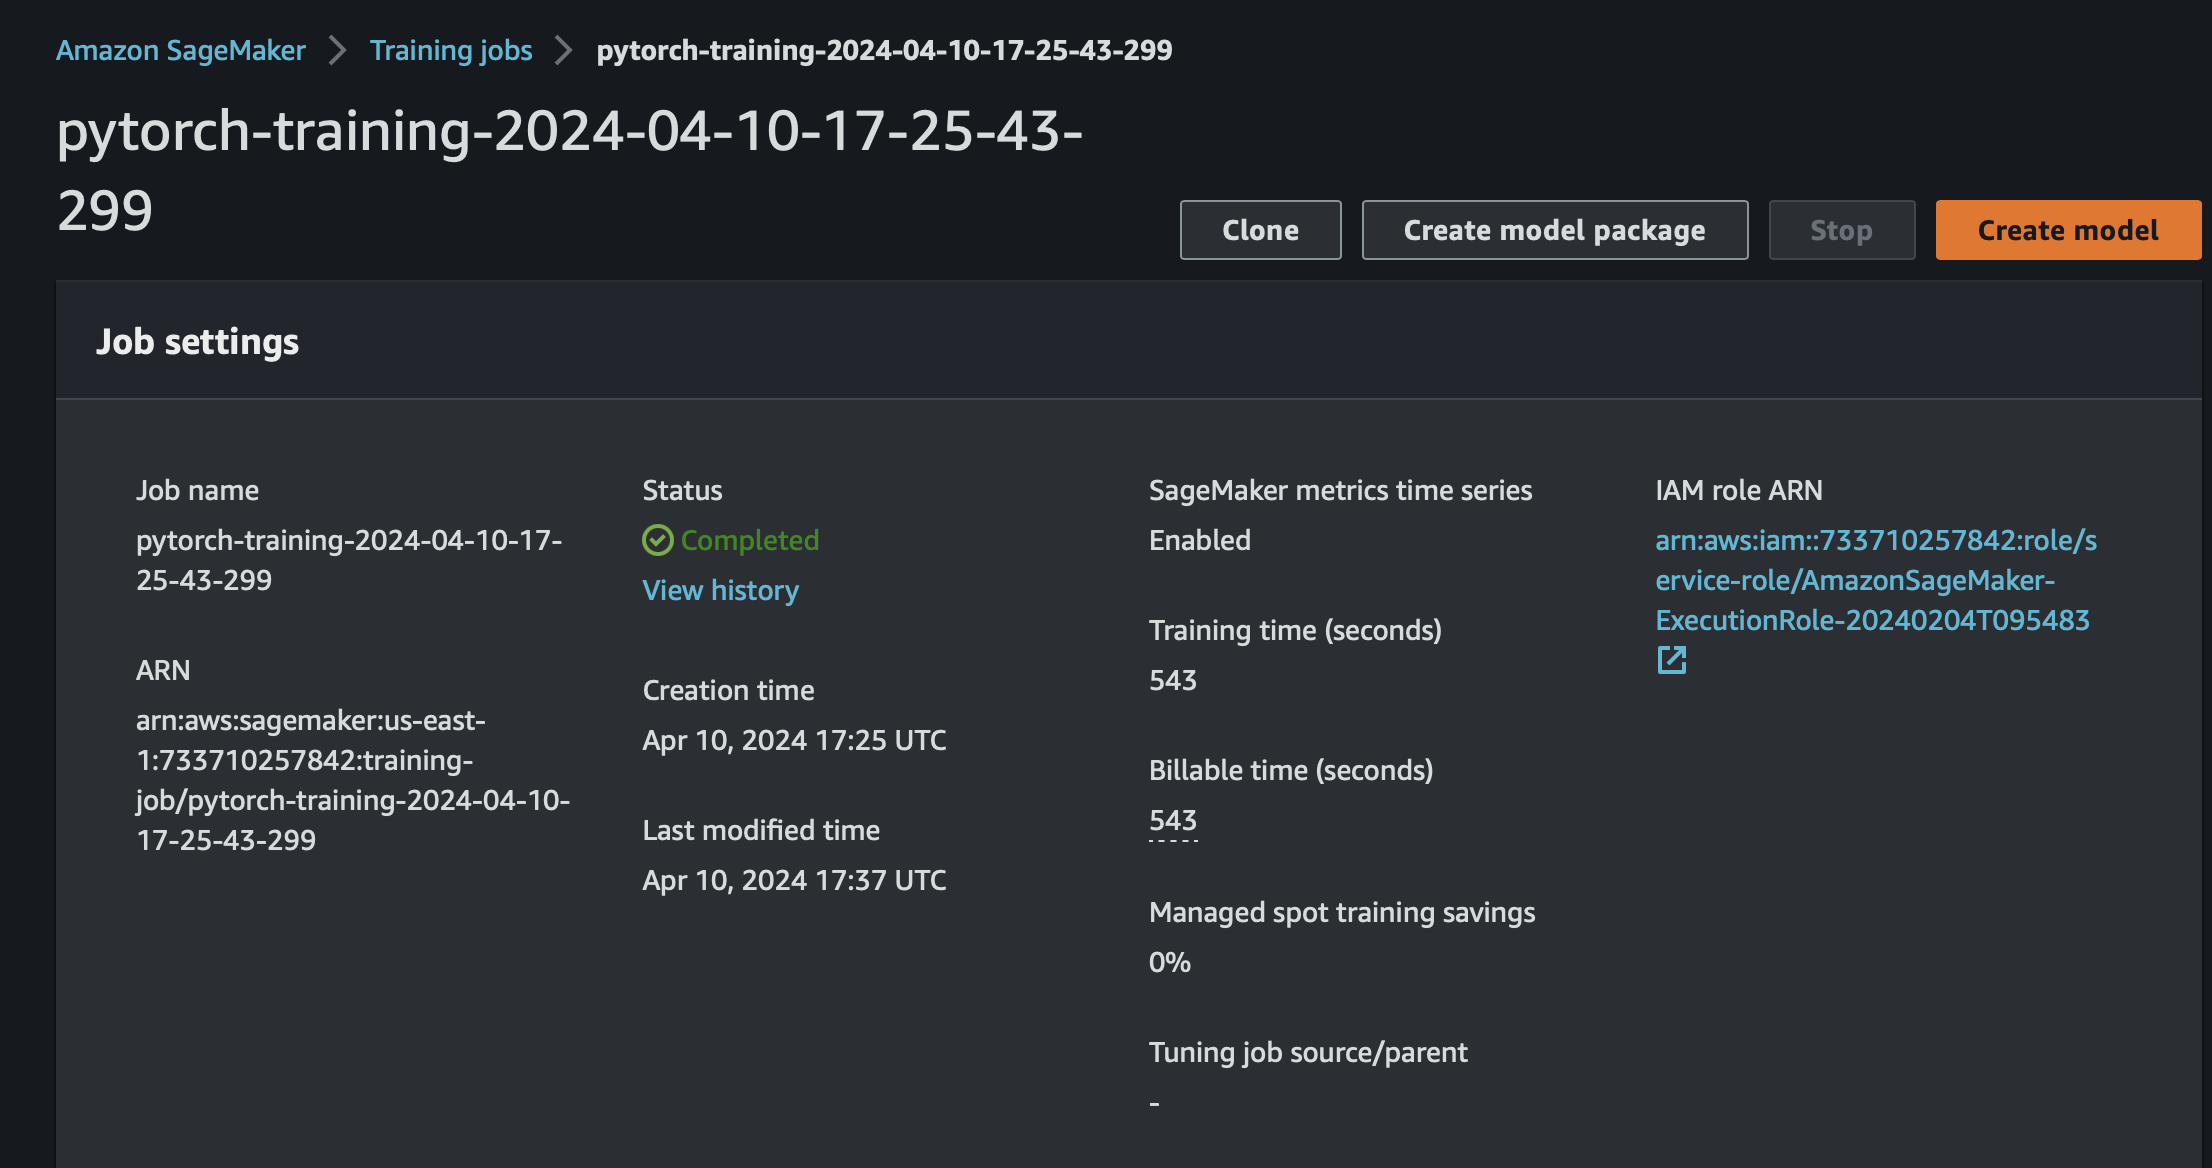 Amazon SageMaker > Training jobs > pytorch-training-2024-04-10-17-25-43-299
pytorch-training-2024-04-10-17-25-43-
299
Clone
Create model package
Stop
Create model
Job settings
Job name
pytorch-training-2024-04-10-17-
25-43-299
ARN
arn:aws:sagemaker:us-east-
1:733710257842:training-
job/pytorch-training-2024-04-10-
17-25-43-299
Status
Completed
View history
Creation time
Apr 10, 2024 17:25 UTC
Last modified time
Apr 10, 2024 17:37 UTC
SageMaker metrics time series
Enabled
Training time (seconds)
543
Billable time (seconds)
543
Managed spot training savings
0%
Tuning job source/parent
-
IAM role ARN
arn:aws:iam::733710257842:role/s
ervice-role/AmazonSageMaker-
ExecutionRole-20240204T095483